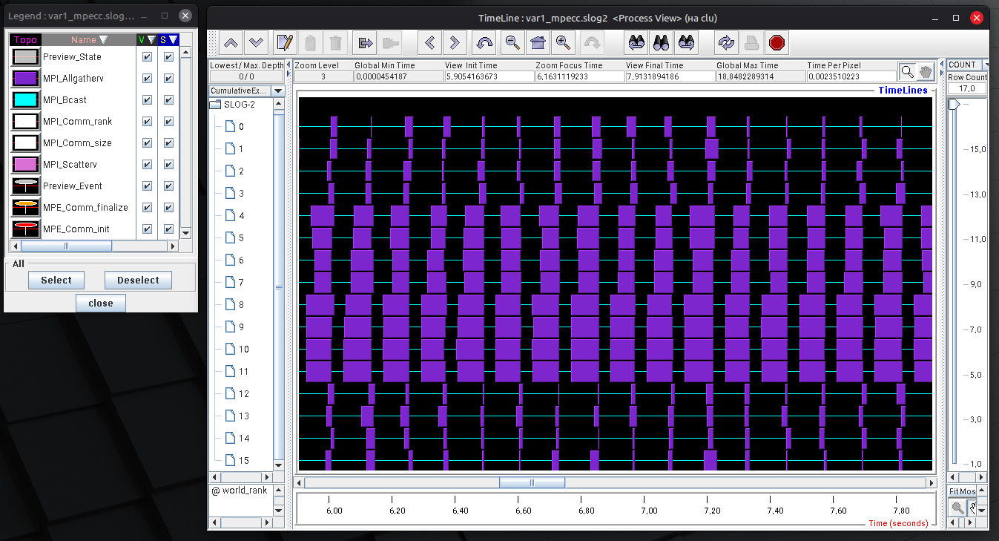 Legend : var1_mpecc.slog...
Topo Name V S
Preview_State
MPI_Allgatherv
MPI_Bcast
MPI_Comm_rank
MPI_Comm_size
MPI_Scatterv
Preview_Event
MPE_Comm_finalize
MPE_Comm_init
All
Select Deselect
close
TimeLine : var1_mpecc.slog2 <Process View> (на clu)
Lowest / Max. Depth Zoom Level Global Min Time View Init Time Zoom Focus Time View Final Time Global Max Time Time Per Pixel
0 / 0 3 0,0000454187 5,9054163673 6,1631119233 7,9131894186 18,8482289314 0,0023510223
CumulativeEx...
TimeLines
SLOG-2
0
1
2
3
4
5
6
7
8
9
10
11
12
13
14
15
@ world_rank
6,00 6,20 6,40 6,60 6,80 7,00 7,20 7,40 7,60 7,80
Time (seconds)
COUNT
Row Count
17,0
15,0
13,0
11,0
9,0
7,0
5,0
3,0
1,0
Fit Mos